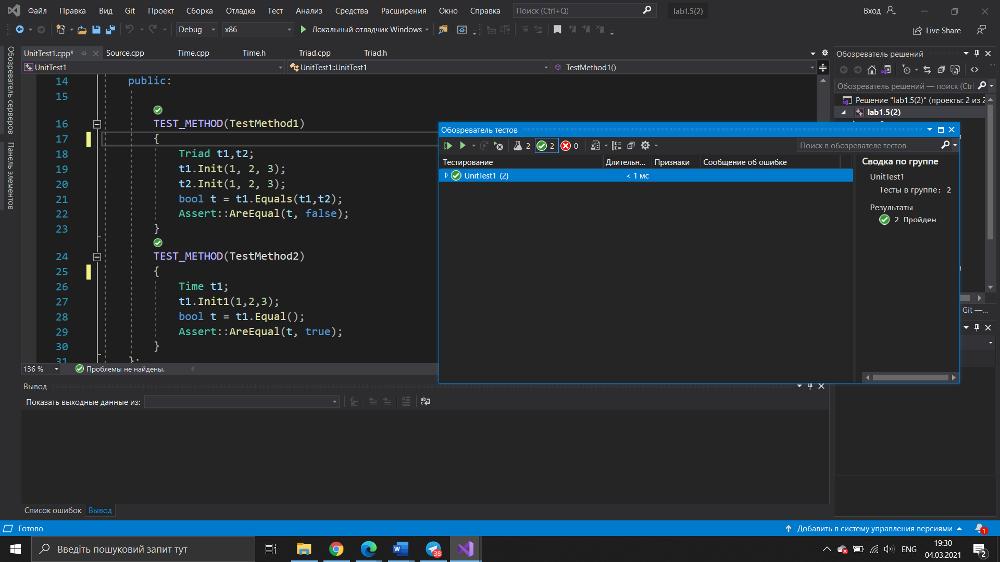 Файл Правка Вид Git Проект Сборка Отладка Тест Анализ Средства Расширения Окно Справка Поиск (Ctrl+Q) lab1.5(2) Вход
Debug x86 Локальный отладчик Windows Live Share
Обозреватель серверов
Панель элементов
UnitTest1.cpp* Source.cpp Time.cpp Time.h Triad.cpp Triad.h
UnitTest1 UnitTest1::UnitTest1 TestMethod1()
14 public:
15
16 TEST_METHOD(TestMethod1)
17 {
18 Triad t1,t2;
19 t1.Init(1, 2, 3);
20 t2.Init(1, 2, 3);
21 bool t = t1.Equals(t1,t2);
22 Assert::AreEqual(t, false);
23 }
24 TEST_METHOD(TestMethod2)
25 {
26 Time t1;
27 t1.Init1(1,2,3);
28 bool t = t1.Equal();
29 Assert::AreEqual(t, true);
30 }
31 };
136 % Проблемы не найдены.
Обозреватель решений
Обозреватель решений — поиск (Ctrl
Решение "lab1.5(2)" (проекты: 2 из 2
lab1.5(2)
Git —...
Обозреватель тестов
2 2 0 Поиск в обозревателе тестов
Тестирование Длительн... Признаки Сообщение об ошибке
UnitTest1 (2) < 1 мс
Сводка по группе
UnitTest1
Тесты в группе: 2
Результаты
2 Пройден
Вывод
Показать выходные данные из:
Список ошибок Вывод
Готово Добавить в систему управления версиями 1
Введіть пошуковий запит тут 38 ENG 19:30
04.03.2021 2